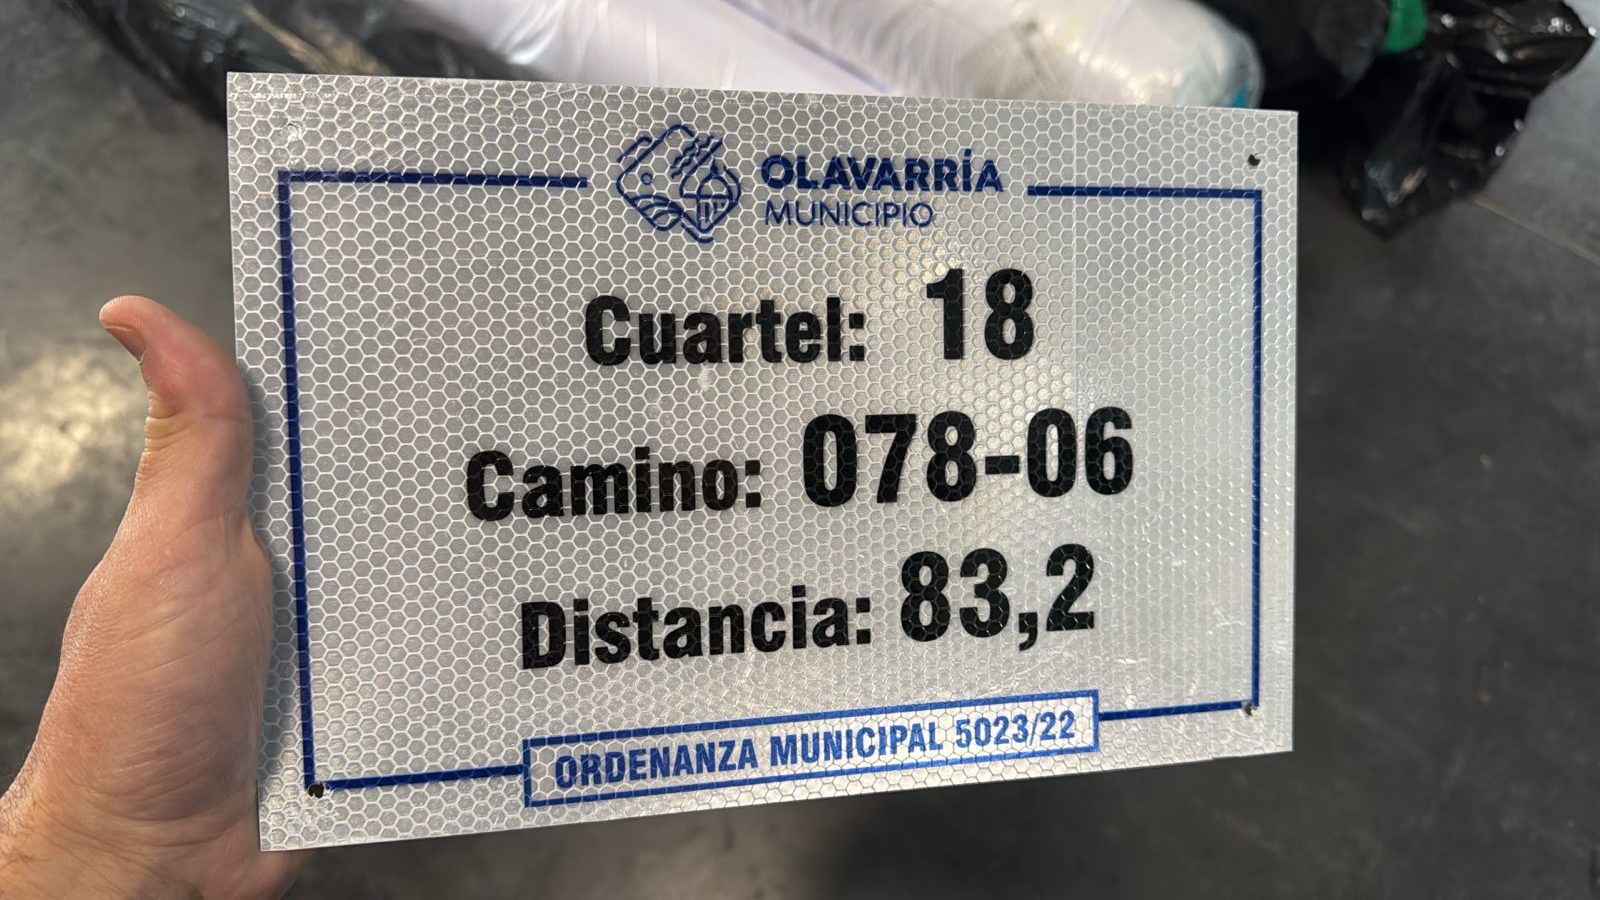 OLAVARRÍA
MUNICIPIO
Cuartel: 18
Camino: 078-06
Distancia: 83,2
ORDENANZA MUNICIPAL 5023/22